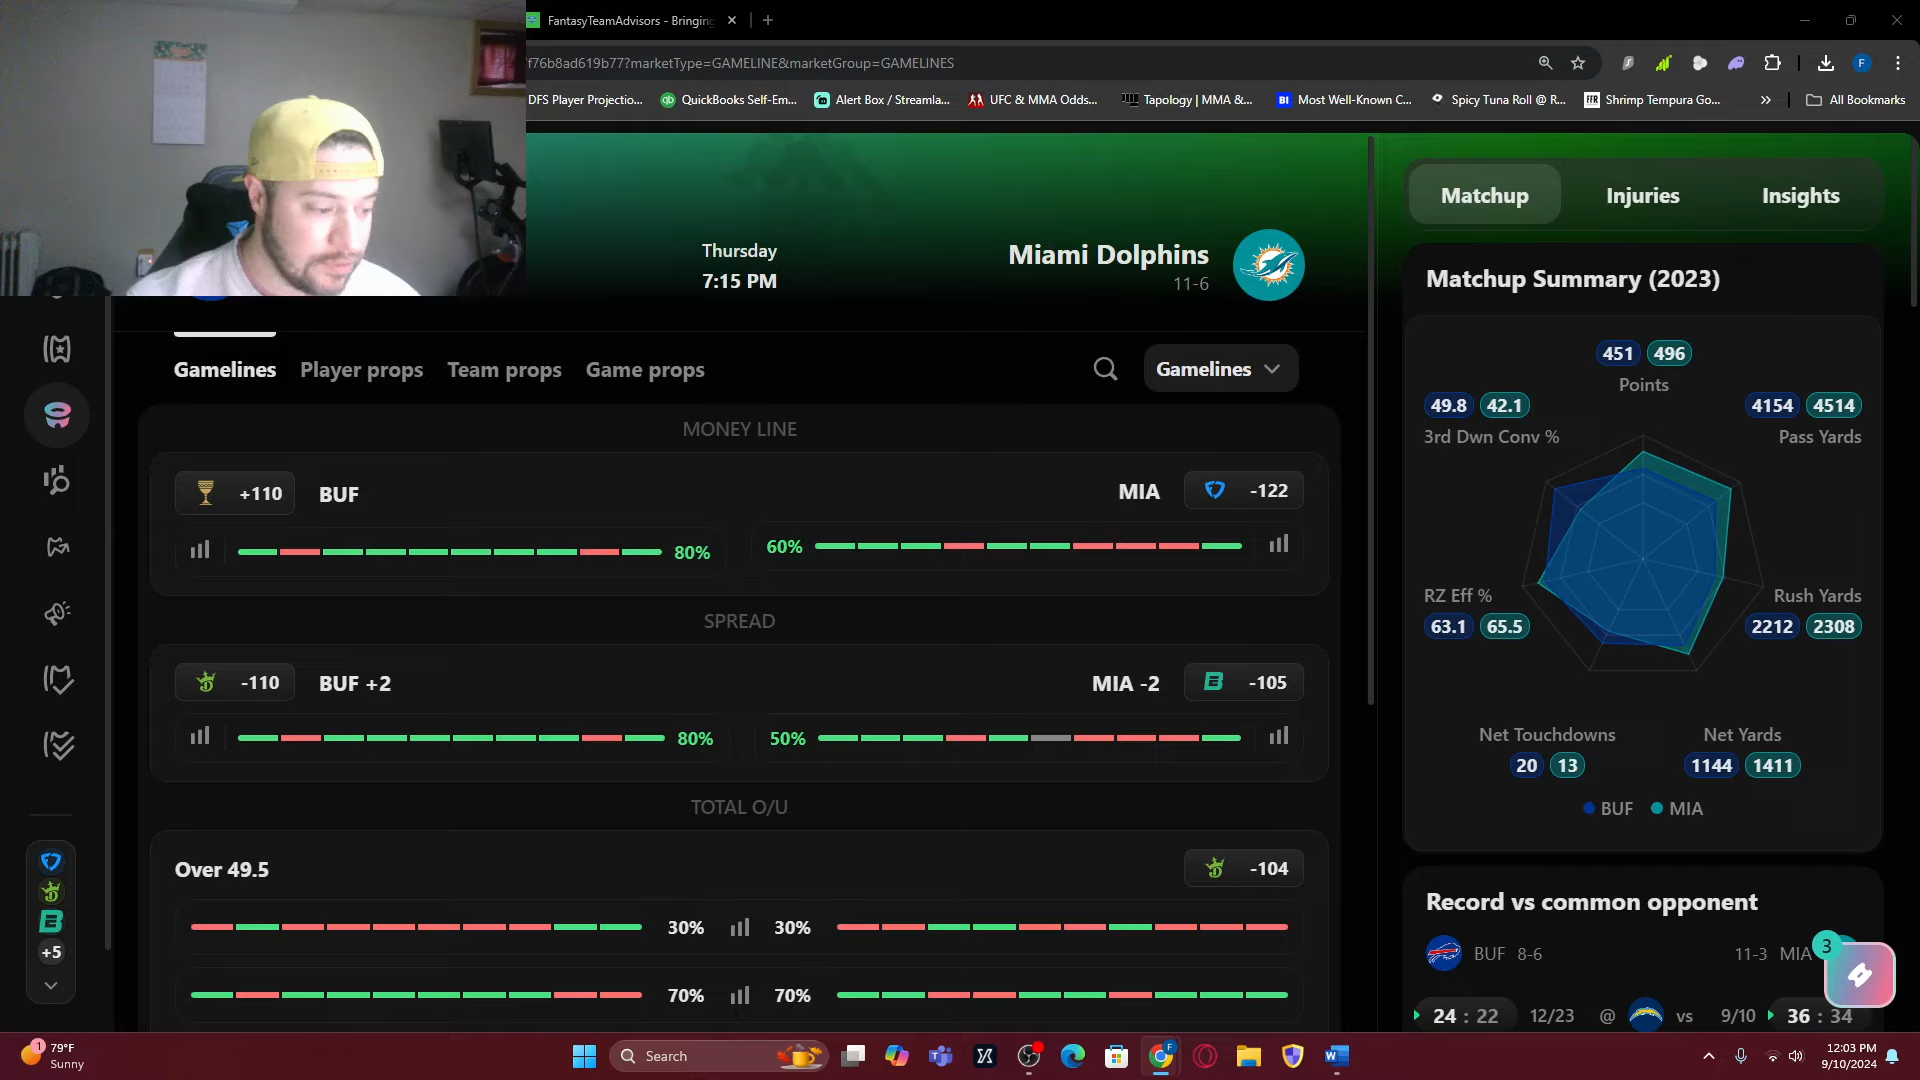 FantasyTeamAdvisors - Bringing
f76b8ad619b77?marketType=GAMELINE&marketGroup=GAMELINES
DFS Player Projectio...
QuickBooks Self-Em...
Alert Box / Streamla...
UFC & MMA Odds...
Tapology | MMA &...
BI
Most Well-Known C...
Spicy Tuna Roll @ R...
FFR
Shrimp Tempura Go...
All Bookmarks
Thursday
7:15 PM
Miami Dolphins
11-6
Matchup Injuries Insights
Gamelines Player props Team props Game props
Gamelines
MONEY LINE
+110 BUF
MIA -122
80%
60%
SPREAD
-110 BUF +2
MIA -2 -105
80%
50%
TOTAL O/U
Over 49.5
-104
30% 30%
70% 70%
+5
Matchup Summary (2023)
451 496
Points
49.8 42.1
3rd Dwn Conv %
4154 4514
Pass Yards
RZ Eff %
63.1 65.5
Rush Yards
2212 2308
Net Touchdowns
20 13
Net Yards
1144 1411
BUF MIA
Record vs common opponent
BUF 8-6
11-3 MIA
3
24 : 22 12/23 @ vs 9/10 36 : 34
1
79°F
Sunny
Search
12:03 PM
9/10/2024